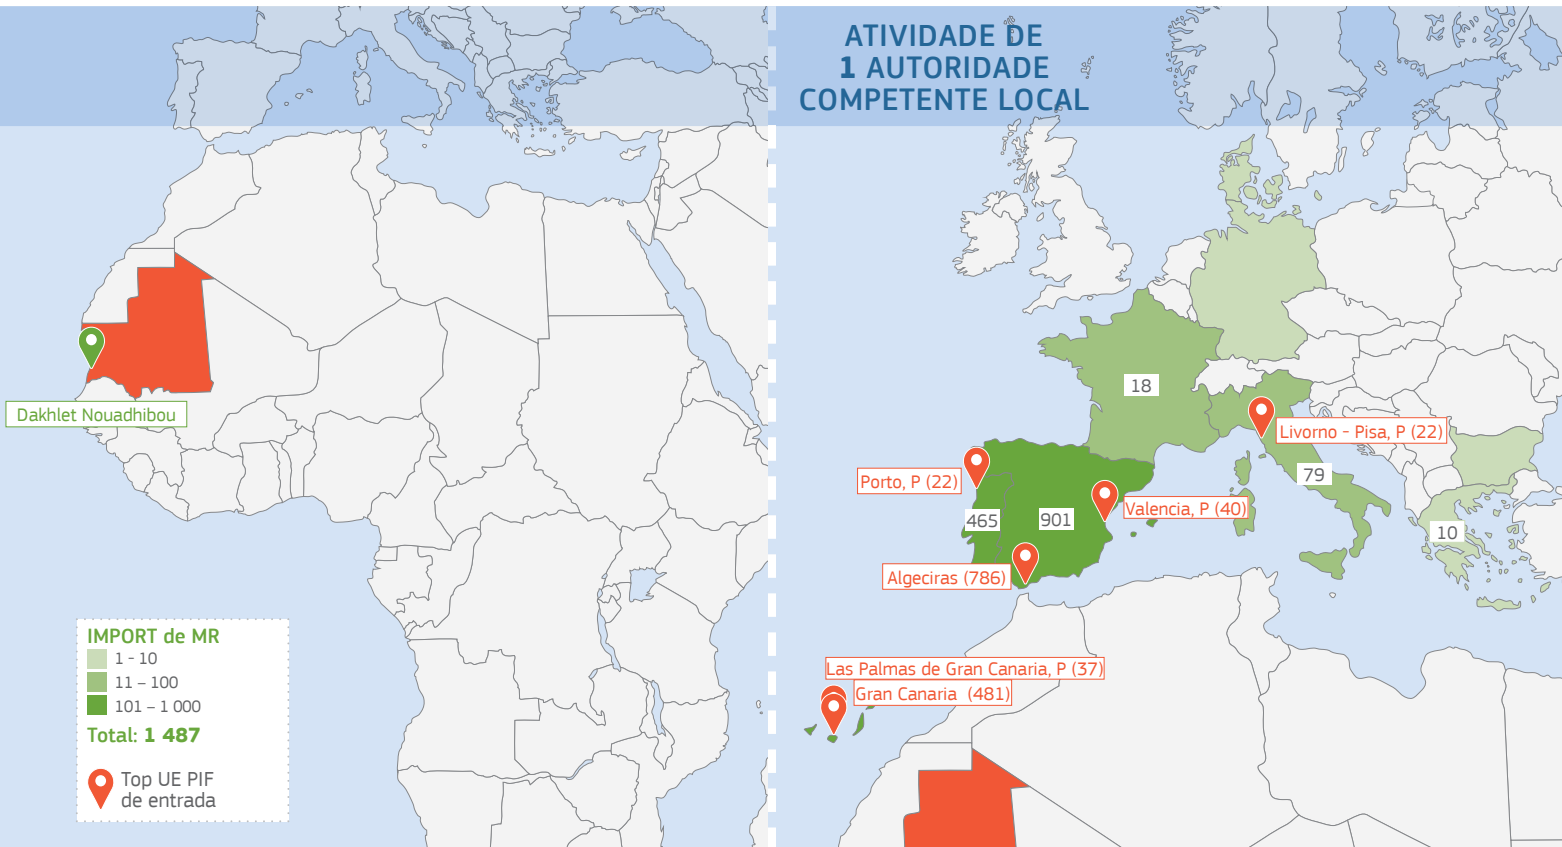 ATIVIDADE DE
1 AUTORIDADE
COMPETENTE LOCAL
Dakhlet Nouadhibou
IMPORT de MR
1 - 10
11 – 100
101 – 1 000
Total: 1 487
Top UE PIF
de entrada
18
Livorno - Pisa, P (22)
79
Porto, P (22)
Valencia, P (40)
465
901
10
Algeciras (786)
Las Palmas de Gran Canaria, P (37)
Gran Canaria (481)